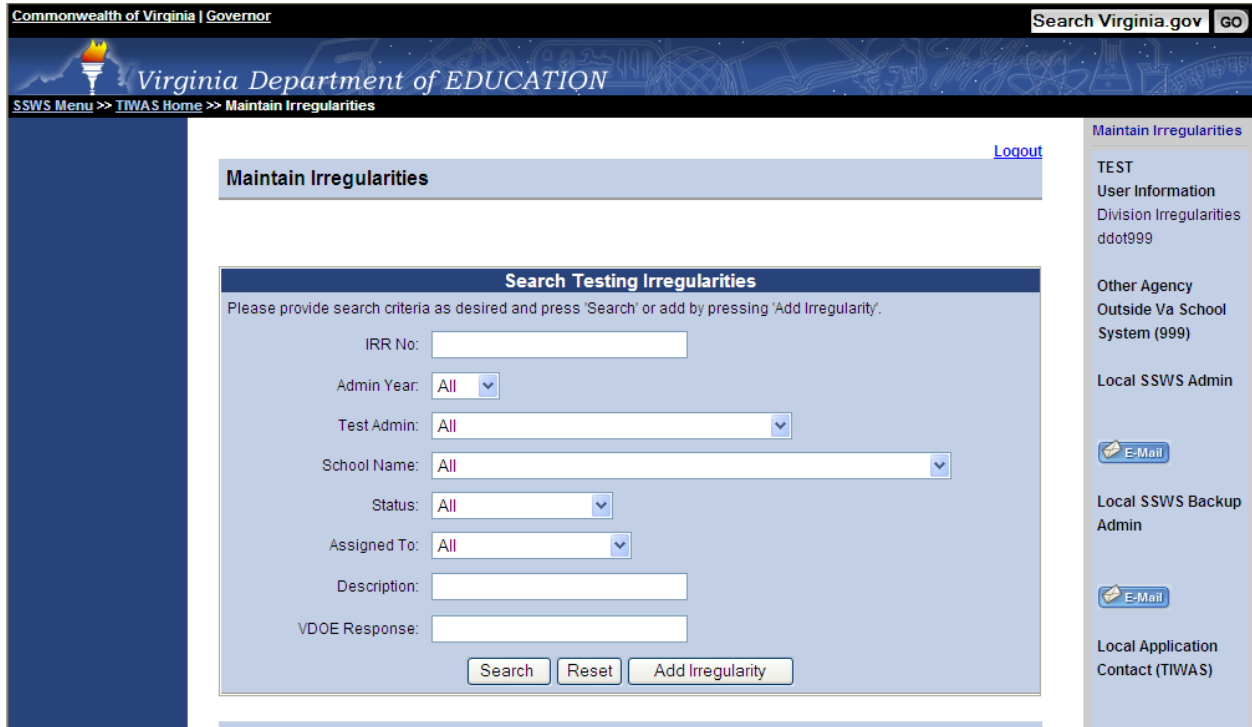 Commonwealth of Virginia | Governor
Search Virginia.gov GO
Virginia Department of EDUCATION
SSWS Menu >> TIWAS Home >> Maintain Irregularities
Logout
Maintain Irregularities
Search Testing Irregularities
Please provide search criteria as desired and press 'Search' or add by pressing 'Add Irregularity'.
IRR No:
Admin Year: All
Test Admin: All
School Name: All
Status: All
Assigned To: All
Description:
VDOE Response:
Search Reset Add Irregularity
Maintain Irregularities
TEST
User Information
Division Irregularities
ddot999
Other Agency
Outside Va School
System (999)
Local SSWS Admin
E-Mail
Local SSWS Backup
Admin
E-Mail
Local Application
Contact (TIWAS)